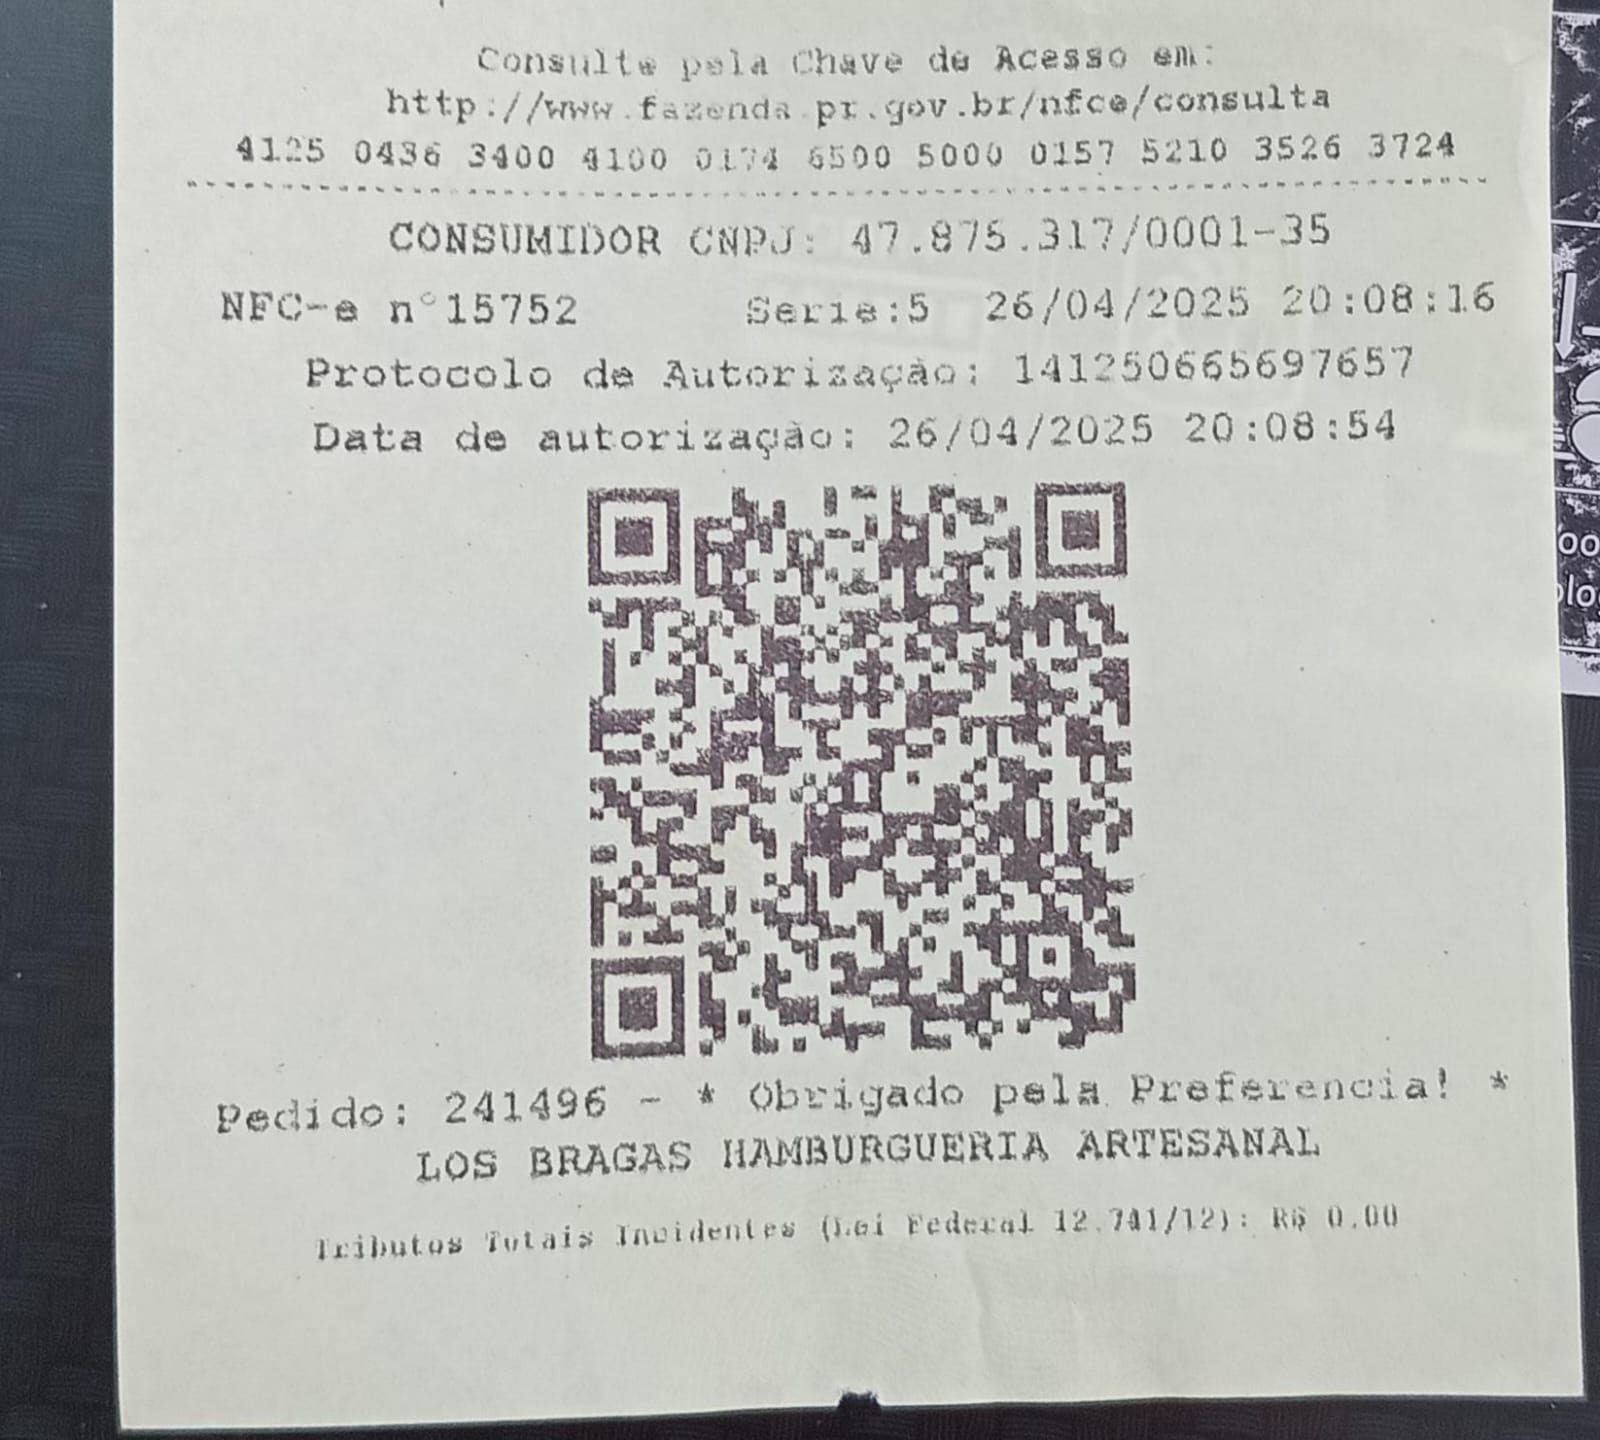 Consulte pela Chave de Acesso em:
http://www.fazenda.pr.gov.br/nfce/consulta
4125 0436 3400 4100 0174 6500 5000 0157 5210 3526 3724
CONSUMIDOR CNPJ: 47.875.317/0001-35
NFC-e n°15752 Serie:5 26/04/2025 20:08:16
Protocolo de Autorização: 141250665697657
Data de autorização: 26/04/2025 20:08:54
Pedido: 241496 - * Obrigado pela Preferencia! *
LOS BRAGAS HAMBURGUERIA ARTESANAL
Tributos Totais Incidentes (Lei Federal 12.741/12): R$ 0,00